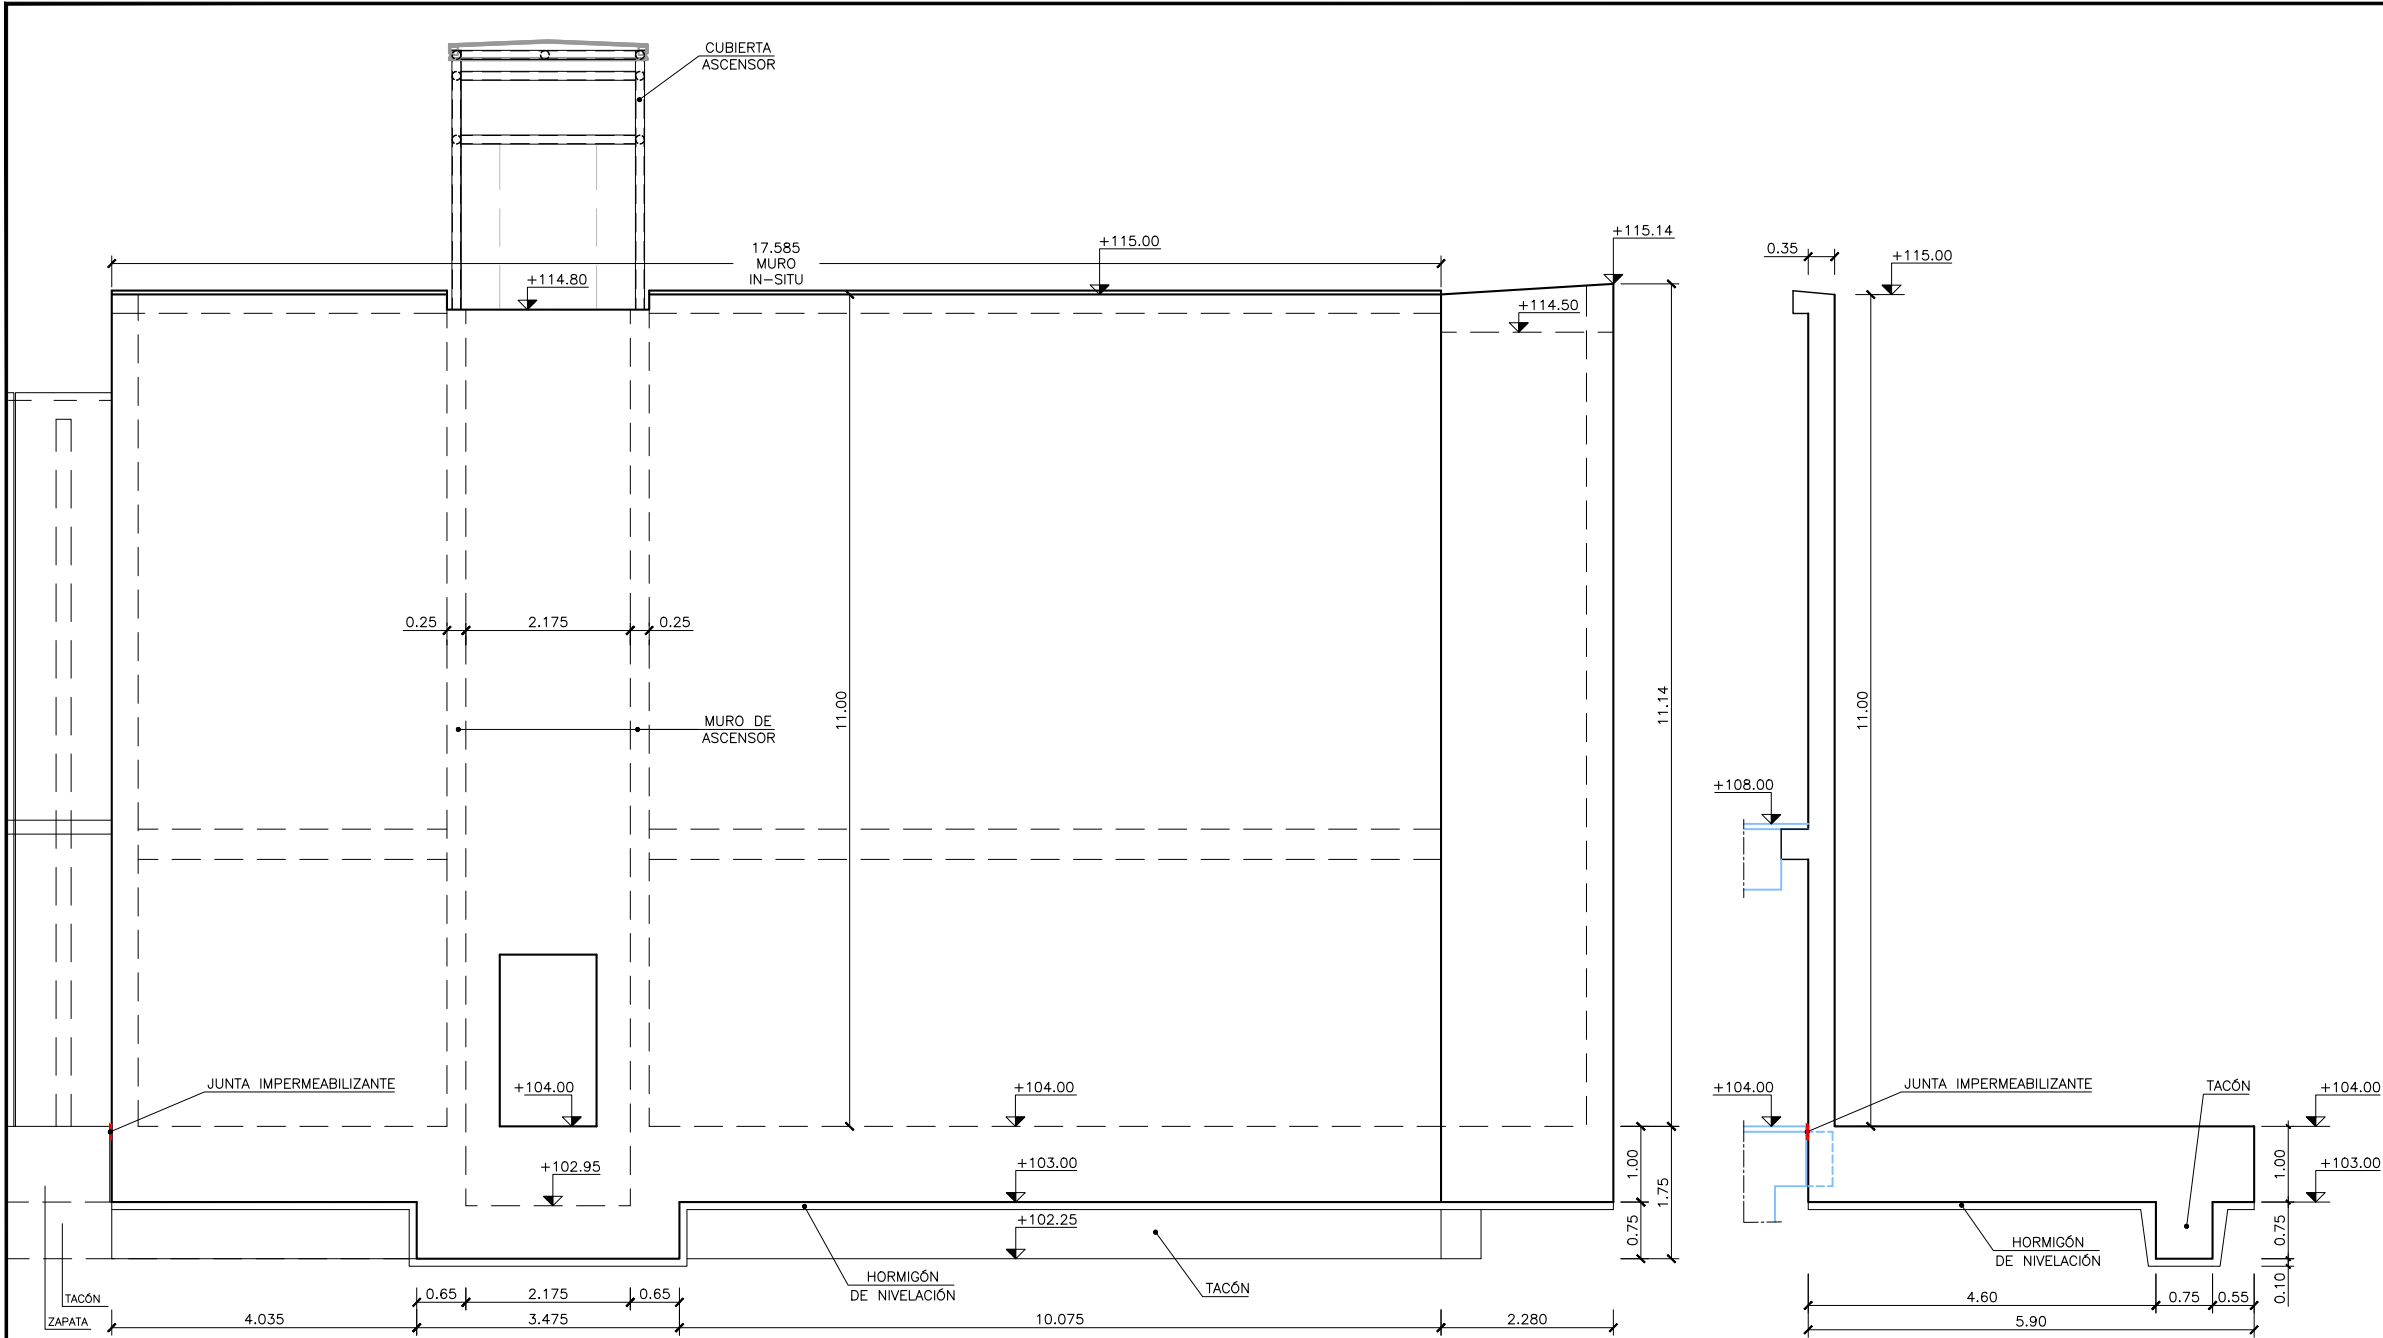 CUBIERTA
ASCENSOR
17.585
MURO
IN-SITU
+115.00
+115.14
+114.80
+114.50
0.35
+115.00
0.25
2.175
0.25
11.00
11.14
11.00
MURO DE
ASCENSOR
+108.00
JUNTA IMPERMEABILIZANTE
+104.00
+104.00
+104.00
JUNTA IMPERMEABILIZANTE
TACÓN
+104.00
+102.95
+103.00
+103.00
1.00
1.75
0.75
1.00
0.75
0.10
+102.25
HORMIGÓN
DE NIVELACIÓN
TACÓN
HORMIGÓN
DE NIVELACIÓN
TACÓN
ZAPATA
0.65
2.175
0.65
4.035
3.475
10.075
2.280
4.60
0.75
0.55
5.90